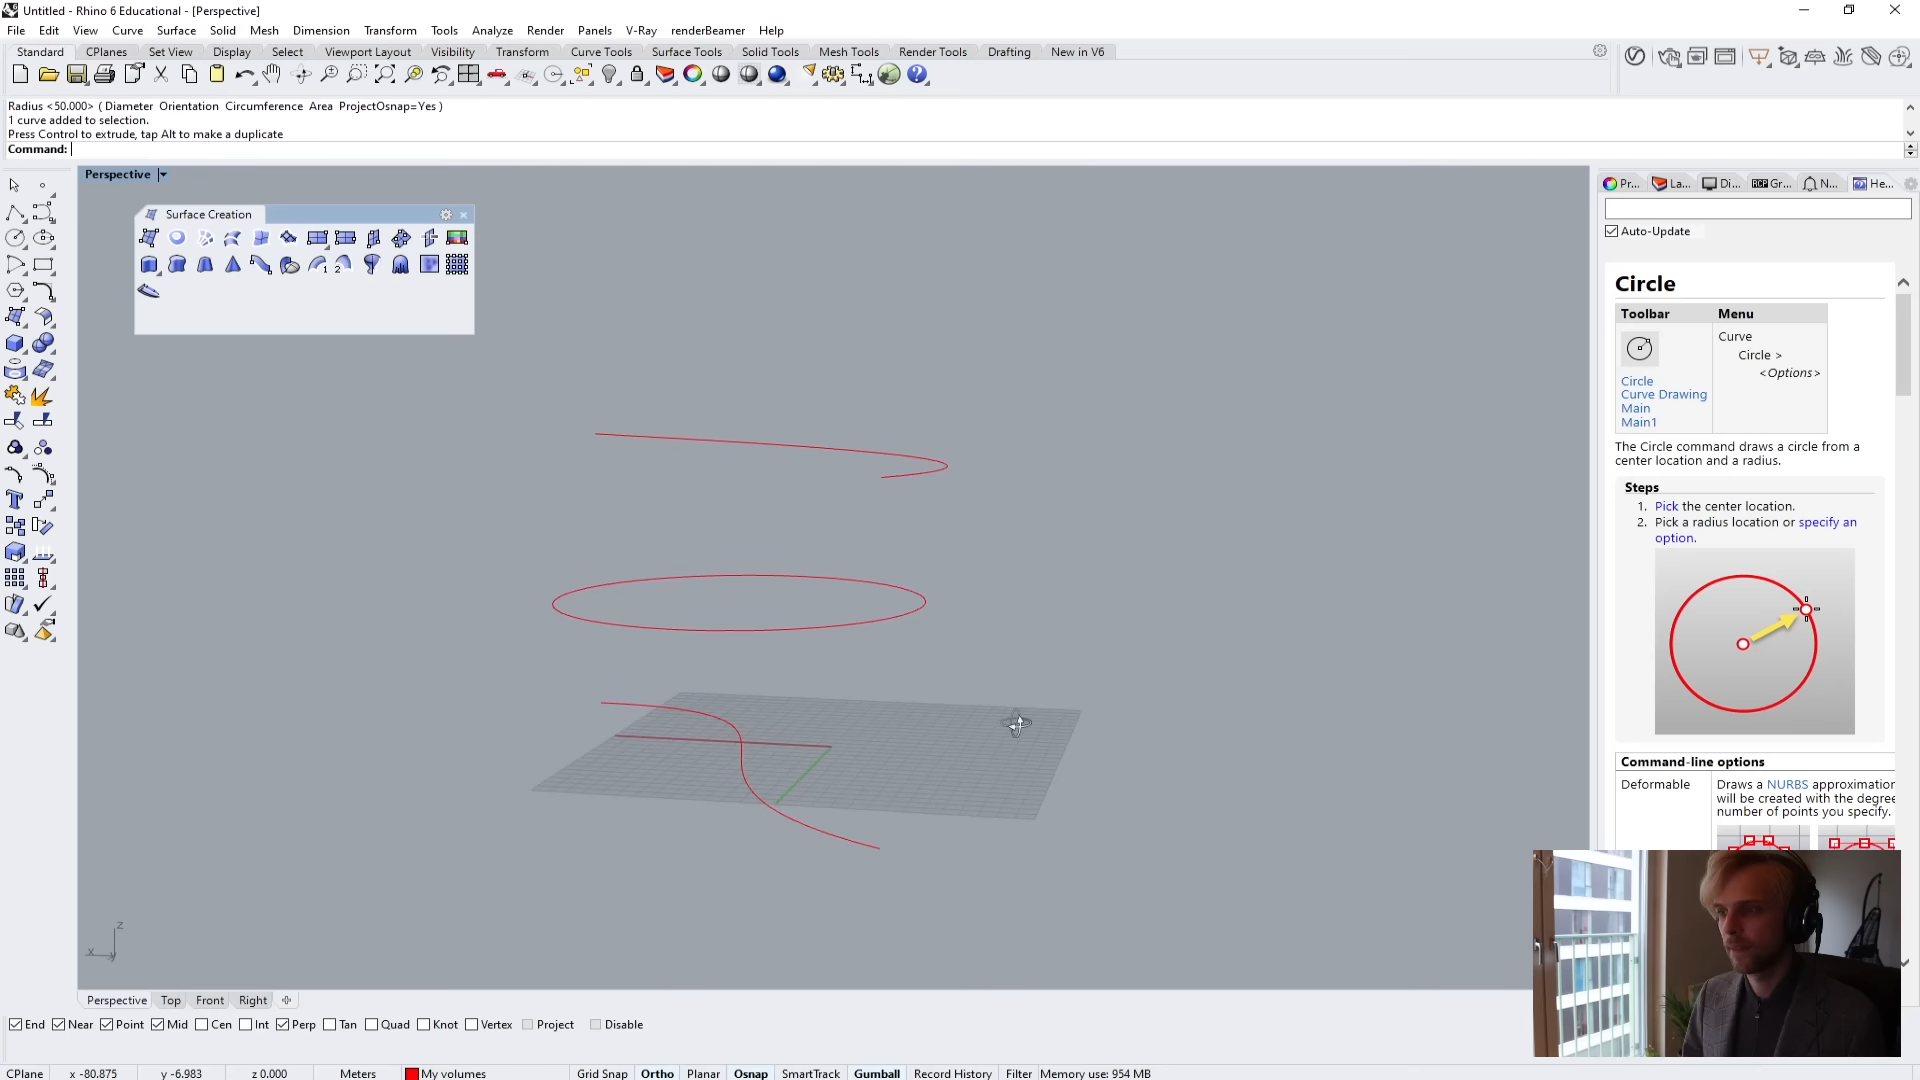 Untitled - Rhino 6 Educational - [Perspective]
File Edit View Curve Surface Solid Mesh Dimension Transform Tools Analyze Render Panels V-Ray renderBeamer Help
Standard CPlanes Set View Display Select Viewport Layout Visibility Transform Curve Tools Surface Tools Solid Tools Mesh Tools Render Tools Drafting New in V6
Radius <50.000> ( Diameter Orientation Circumference Area ProjectOsnap=Yes )
1 curve added to selection.
Press Control to extrude, tap Alt to make a duplicate
Command:
Perspective
Surface Creation
1 2
z
x
y
Pr... La... Di... Gr... N... He...
Auto-Update
Circle
Toolbar Menu
Curve
Circle >
<Options>
Circle
Curve Drawing
Main
Main1
The Circle command draws a circle from a
center location and a radius.
Steps
1. Pick the center location.
2. Pick a radius location or specify an
option.
Command-line options
Deformable Draws a NURBS approximation
will be created with the degree
number of points you specify.
Perspective Top Front Right
End Near Point Mid Cen Int Perp Tan Quad Knot Vertex Project Disable
CPlane x -80.875 y -6.983 z 0.000 Meters My volumes Grid Snap Ortho Planar Osnap SmartTrack Gumball Record History Filter Memory use: 954 MB